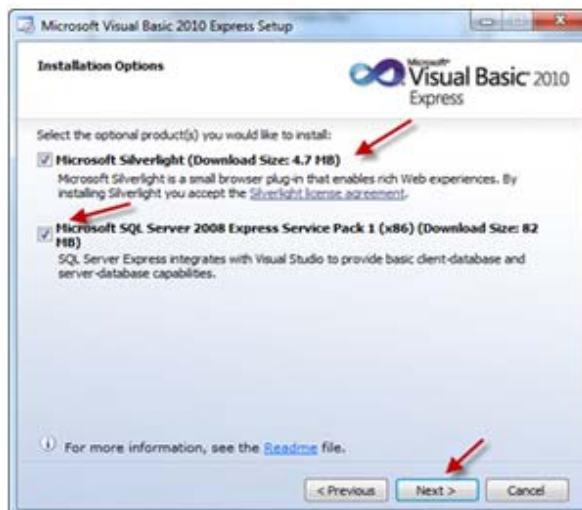 Microsoft Visual Basic 2010 Express Setup
Installation Options
Microsoft®
Visual Basic® 2010
Express
Select the optional product(s) you would like to install:
Microsoft Silverlight (Download Size: 4.7 MB)
Microsoft Silverlight is a small browser plug-in that enables rich Web experiences. By
installing Silverlight you accept the Silverlight license agreement.
Microsoft SQL Server 2008 Express Service Pack 1 (x86) (Download Size: 82
MB)
SQL Server Express integrates with Visual Studio to provide basic client-database and
server-database capabilities.
For more information, see the Readme file.
< Previous
Next >
Cancel